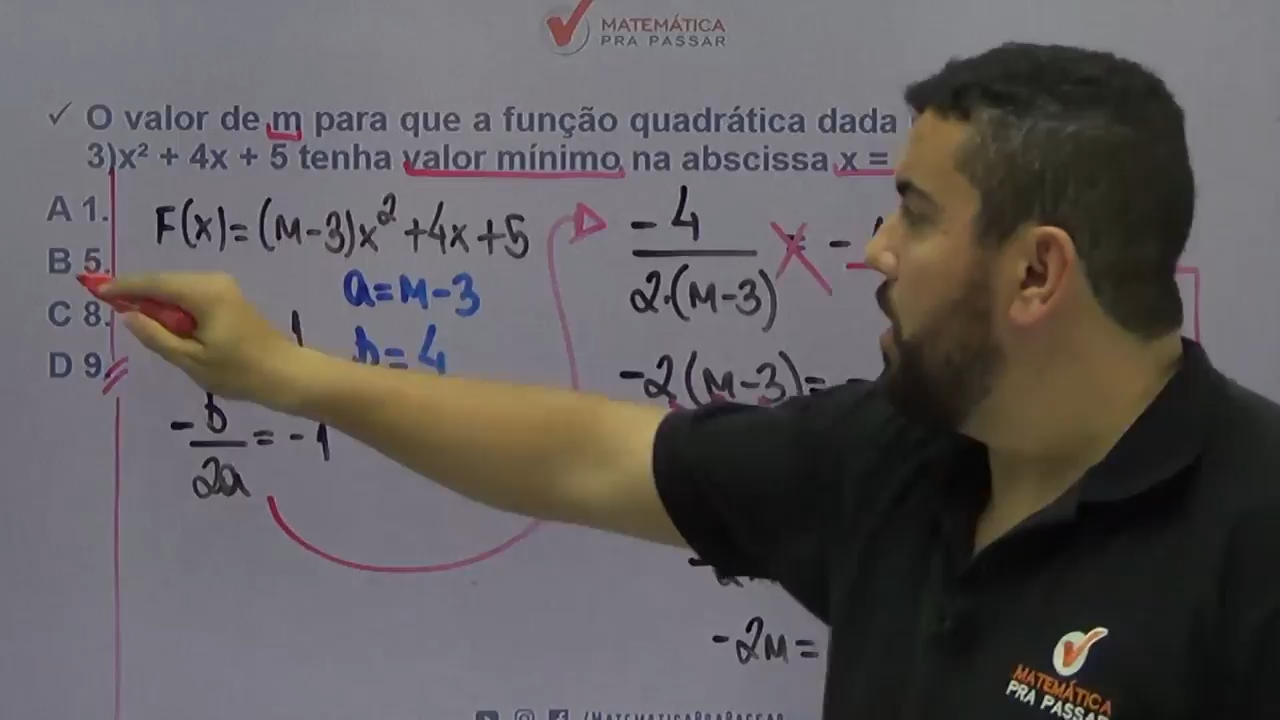 MATEMÁTICA
PRA PASSAR
✓ O valor de m para que a função quadrática dada
3)x² + 4x + 5 tenha valor mínimo na abscissa x =
A 1.
B 5.
C 8.
D 9.
F(x)=(M-3)x²+4x+5
a=M-3
b=4
-b/2a = -1
-4/2.(M-3) = -
-2(M-3)=
-2M=
MATEMÁTICA
PRA PASSAR
/MATEMATICAPRAPASSAR